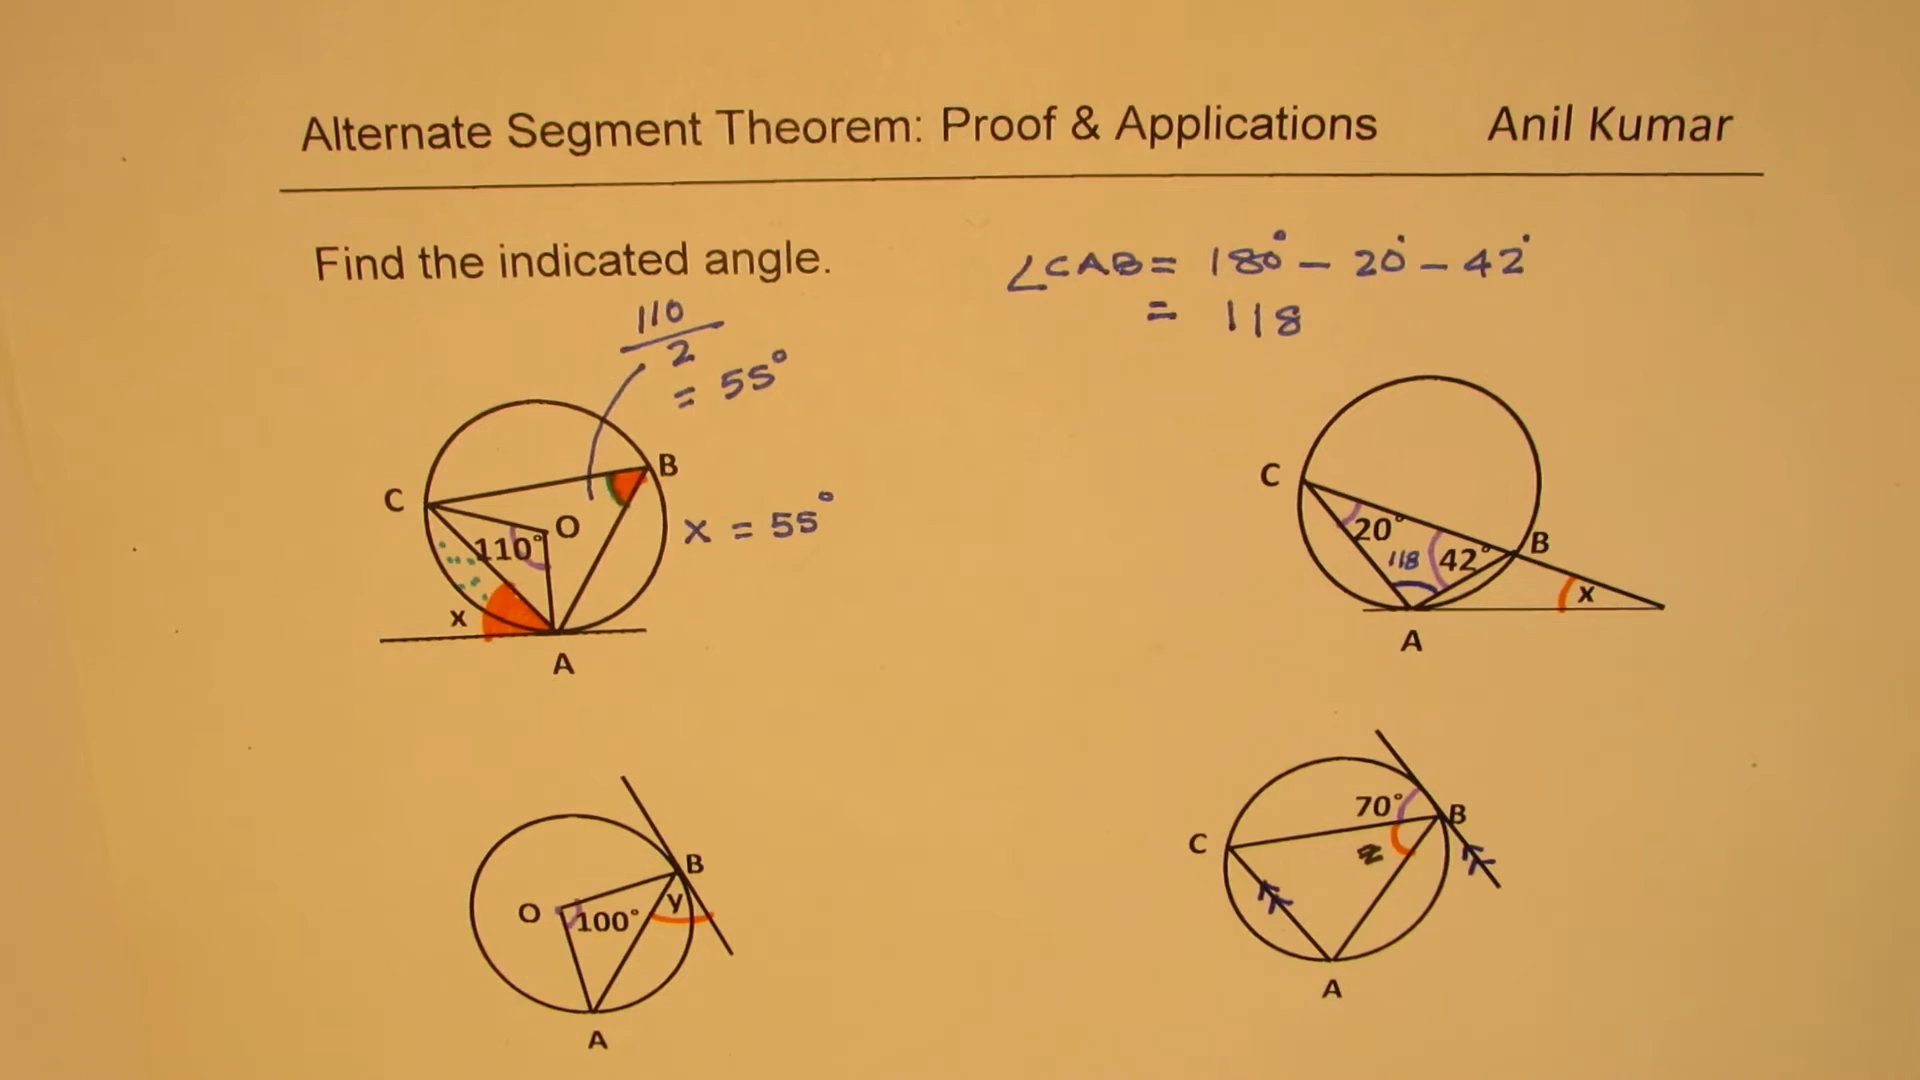 Alternate Segment Theorem: Proof & Applications Anil Kumar
Find the indicated angle.
∠CAB = 180° - 20° - 42°
= 118
110
2
= 55°
C
B
O
110°
x
A
x = 55°
C
20°
118
42°
B
x
A
B
O
100°
y
A
70°
B
C
z
A